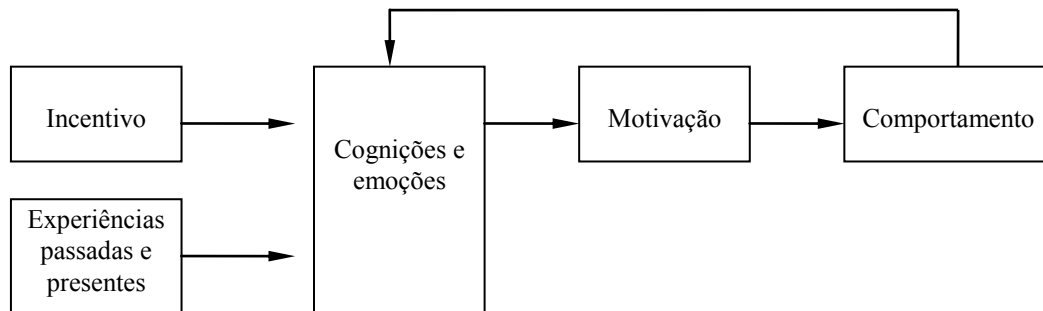 Incentivo
Cognições e
emoções
Motivação
Comportamento
Experiências
passadas e
presentes